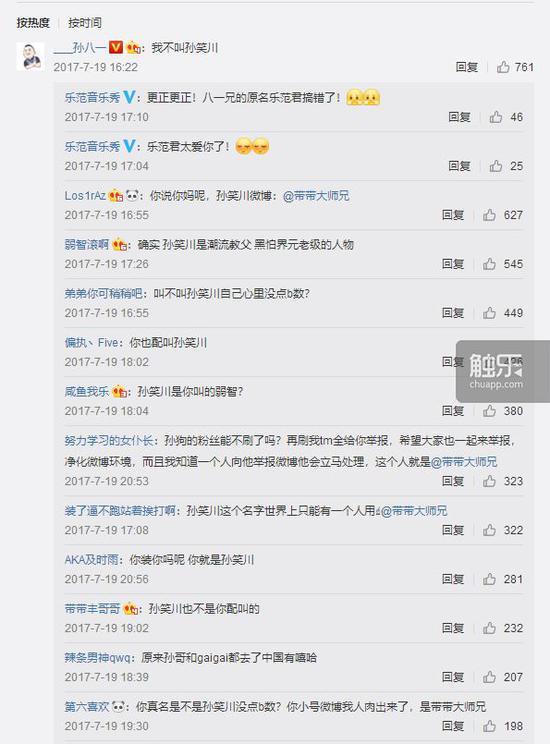 按热度 | 按时间
____孙八一：我不叫孙笑川
2017-7-19 16:22 回复 761
乐范音乐秀：更正更正！八一兄的原名乐范君搞错了！
2017-7-19 17:10 回复 46
乐范音乐秀：乐范君太爱你了！
2017-7-19 17:04 回复 25
Los1rAz：你说你妈呢，孙笑川微博：@带带大师兄
2017-7-19 16:55 回复 627
弱智滚啊：确实 孙笑川是潮流教父 黑怕界元老级的人物
2017-7-19 17:26 回复 545
弟弟你可稍稍吧：叫不叫孙笑川自己心里没点b数？
2017-7-19 16:55 回复 449
偏执丶Five：你也配叫孙笑川
2017-7-19 18:02 回复
触乐
chuapp.com
咸鱼我乐：孙笑川是你叫的弱智？
2017-7-19 18:04 回复 380
努力学习的女仆长：孙狗的粉丝能不刷了吗？再刷我tm全给你举报，希望大家也一起来举报，
净化微博环境，而且我知道一个人向他举报微博他会立马处理，这个人就是@带带大师兄
2017-7-19 20:53 回复 323
装了逼不跑站着挨打啊：孙笑川这个名字世界上只能有一个人用@带带大师兄
2017-7-19 17:08 回复 322
AKA及时雨：你装你吗呢 你就是孙笑川
2017-7-19 20:56 回复 281
带带丰哥哥：孙笑川也不是你配叫的
2017-7-19 19:02 回复 232
辣条男神qwq：原来孙哥和gaigai都去了中国有嘻哈
2017-7-19 18:39 回复 207
第六喜欢：你真名是不是孙笑川没点b数？你小号微博我人肉出来了，是@带带大师兄
2017-7-19 19:30 回复 198